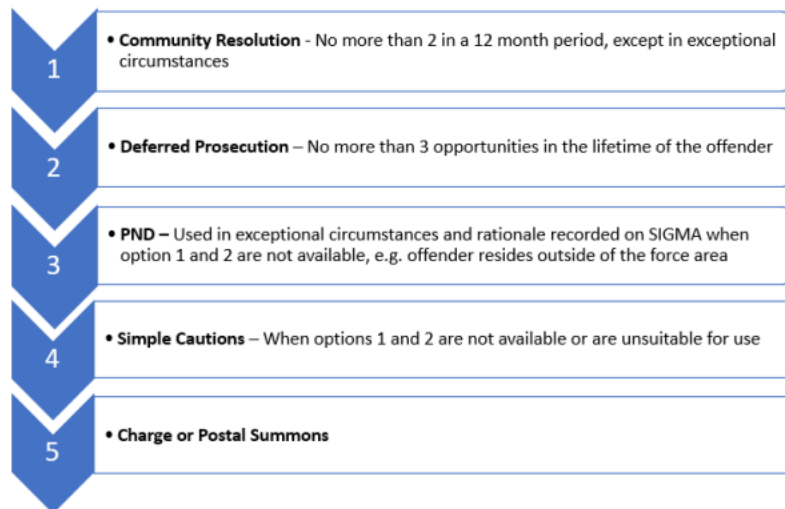 1
• Community Resolution - No more than 2 in a 12 month period, except in exceptional
circumstances
2
• Deferred Prosecution – No more than 3 opportunities in the lifetime of the offender
3
• PND – Used in exceptional circumstances and rationale recorded on SIGMA when
option 1 and 2 are not available, e.g. offender resides outside of the force area
4
• Simple Cautions – When options 1 and 2 are not available or are unsuitable for use
5
• Charge or Postal Summons